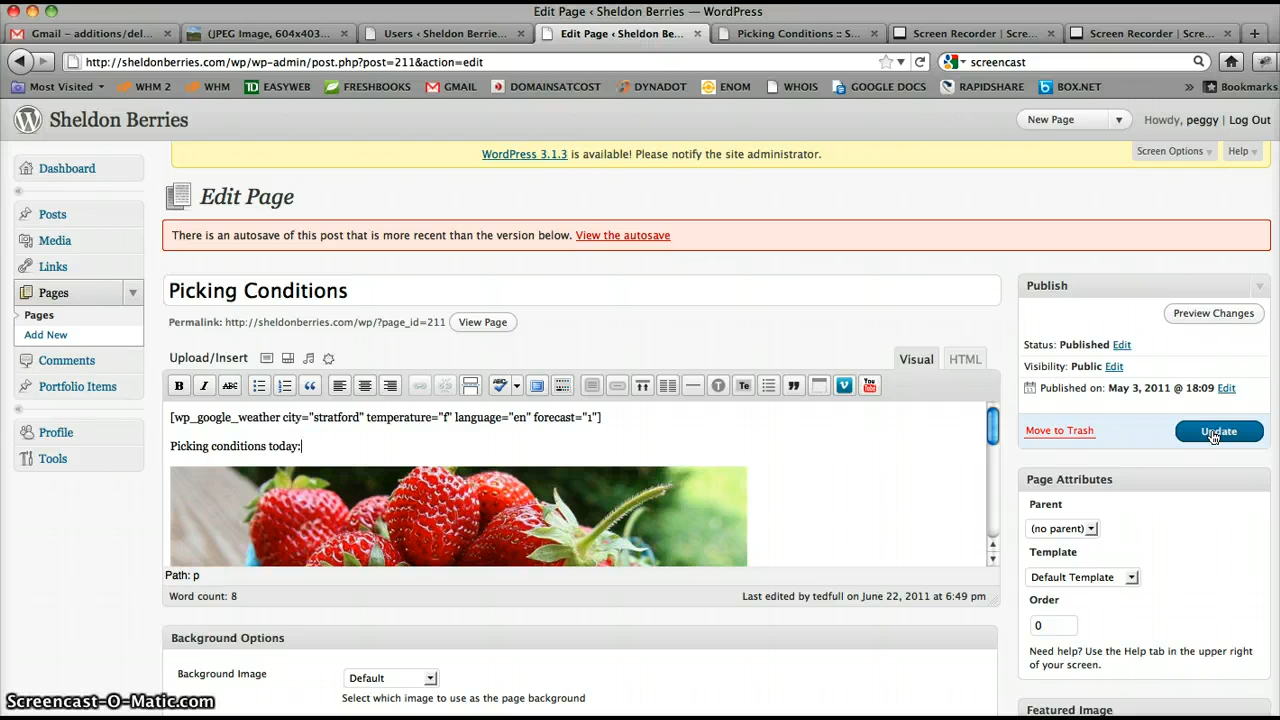 Edit Page ‹ Sheldon Berries — WordPress
Gmail – additions/del... × (JPEG Image, 604x403... × Users ‹ Sheldon Berrie... × Edit Page ‹ Sheldon Be... × Picking Conditions :: S... × Screen Recorder | Scre... × Screen Recorder | Scre... × +
http://sheldonberries.com/wp/wp-admin/post.php?post=211&action=edit
screencast
Most Visited WHM 2 WHM EASYWEB FRESHBOOKS GMAIL DOMAINSATCOST DYNADOT ENOM WHOIS GOOGLE DOCS RAPIDSHARE BOX.NET » Bookmarks
Sheldon Berries
New Page
Howdy, peggy | Log Out
WordPress 3.1.3 is available! Please notify the site administrator.
Screen Options Help
Dashboard
Posts
Media
Links
Pages
Pages
Add New
Comments
Portfolio Items
Profile
Tools
Edit Page
There is an autosave of this post that is more recent than the version below. View the autosave
Picking Conditions
Permalink: http://sheldonberries.com/wp/?page_id=211 View Page
Upload/Insert
Visual HTML
B I ABC
[wp_google_weather city="stratford" temperature="f" language="en" forecast="1"]
Picking conditions today:
Path: p
Word count: 8
Last edited by tedfull on June 22, 2011 at 6:49 pm
Background Options
Background Image
Default
Select which image to use as the page background
Publish
Preview Changes
Status: Published Edit
Visibility: Public Edit
Published on: May 3, 2011 @ 18:09 Edit
Move to Trash
Update
Page Attributes
Parent
(no parent)
Template
Default Template
Order
0
Need help? Use the Help tab in the upper right
of your screen.
Featured Image
Screencast-O-Matic.com